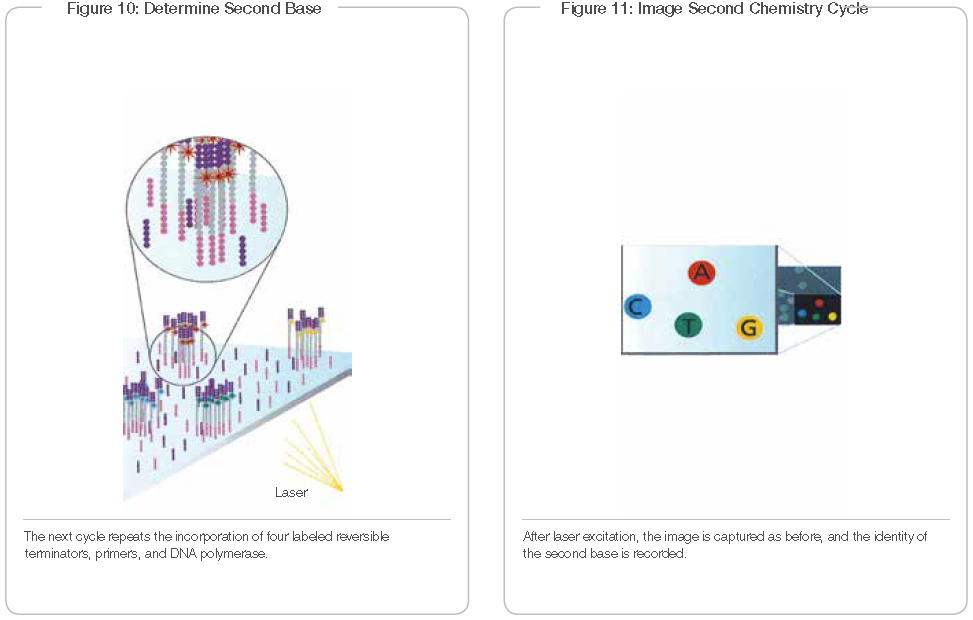 Figure 10: Determine Second Base
Laser
The next cycle repeats the incorporation of four labeled reversible
terminators, primers, and DNA polymerase.
Figure 11: Image Second Chemistry Cycle
A
C
T
G
After laser excitation, the image is captured as before, and the identity of
the second base is recorded.